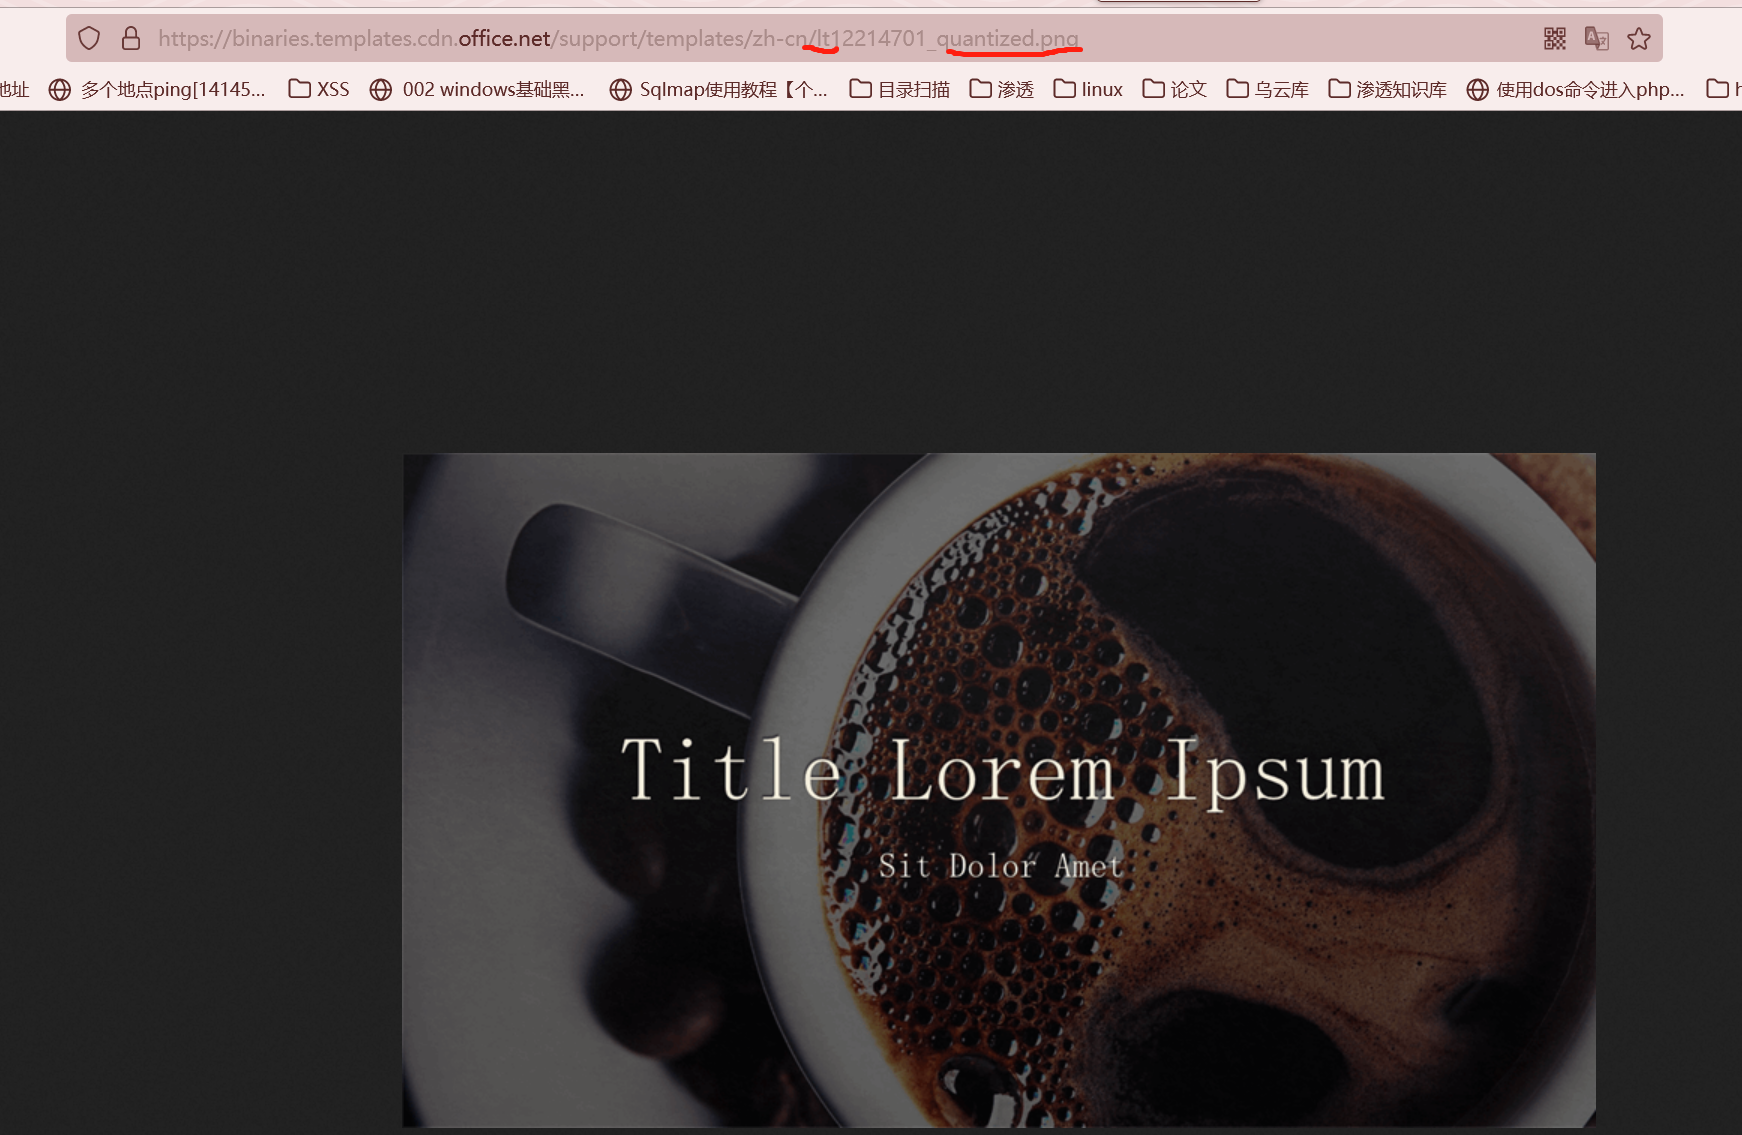 https://binaries.templates.cdn.office.net/support/templates/zh-cn/lt12214701_quantized.png
地址 多个地点ping[14145... XSS 002 windows基础黑... Sqlmap使用教程【个... 目录扫描 渗透 linux 论文 乌云库 渗透知识库 使用dos命令进入php...
Title Lorem Ipsum
Sit Dolor Amet